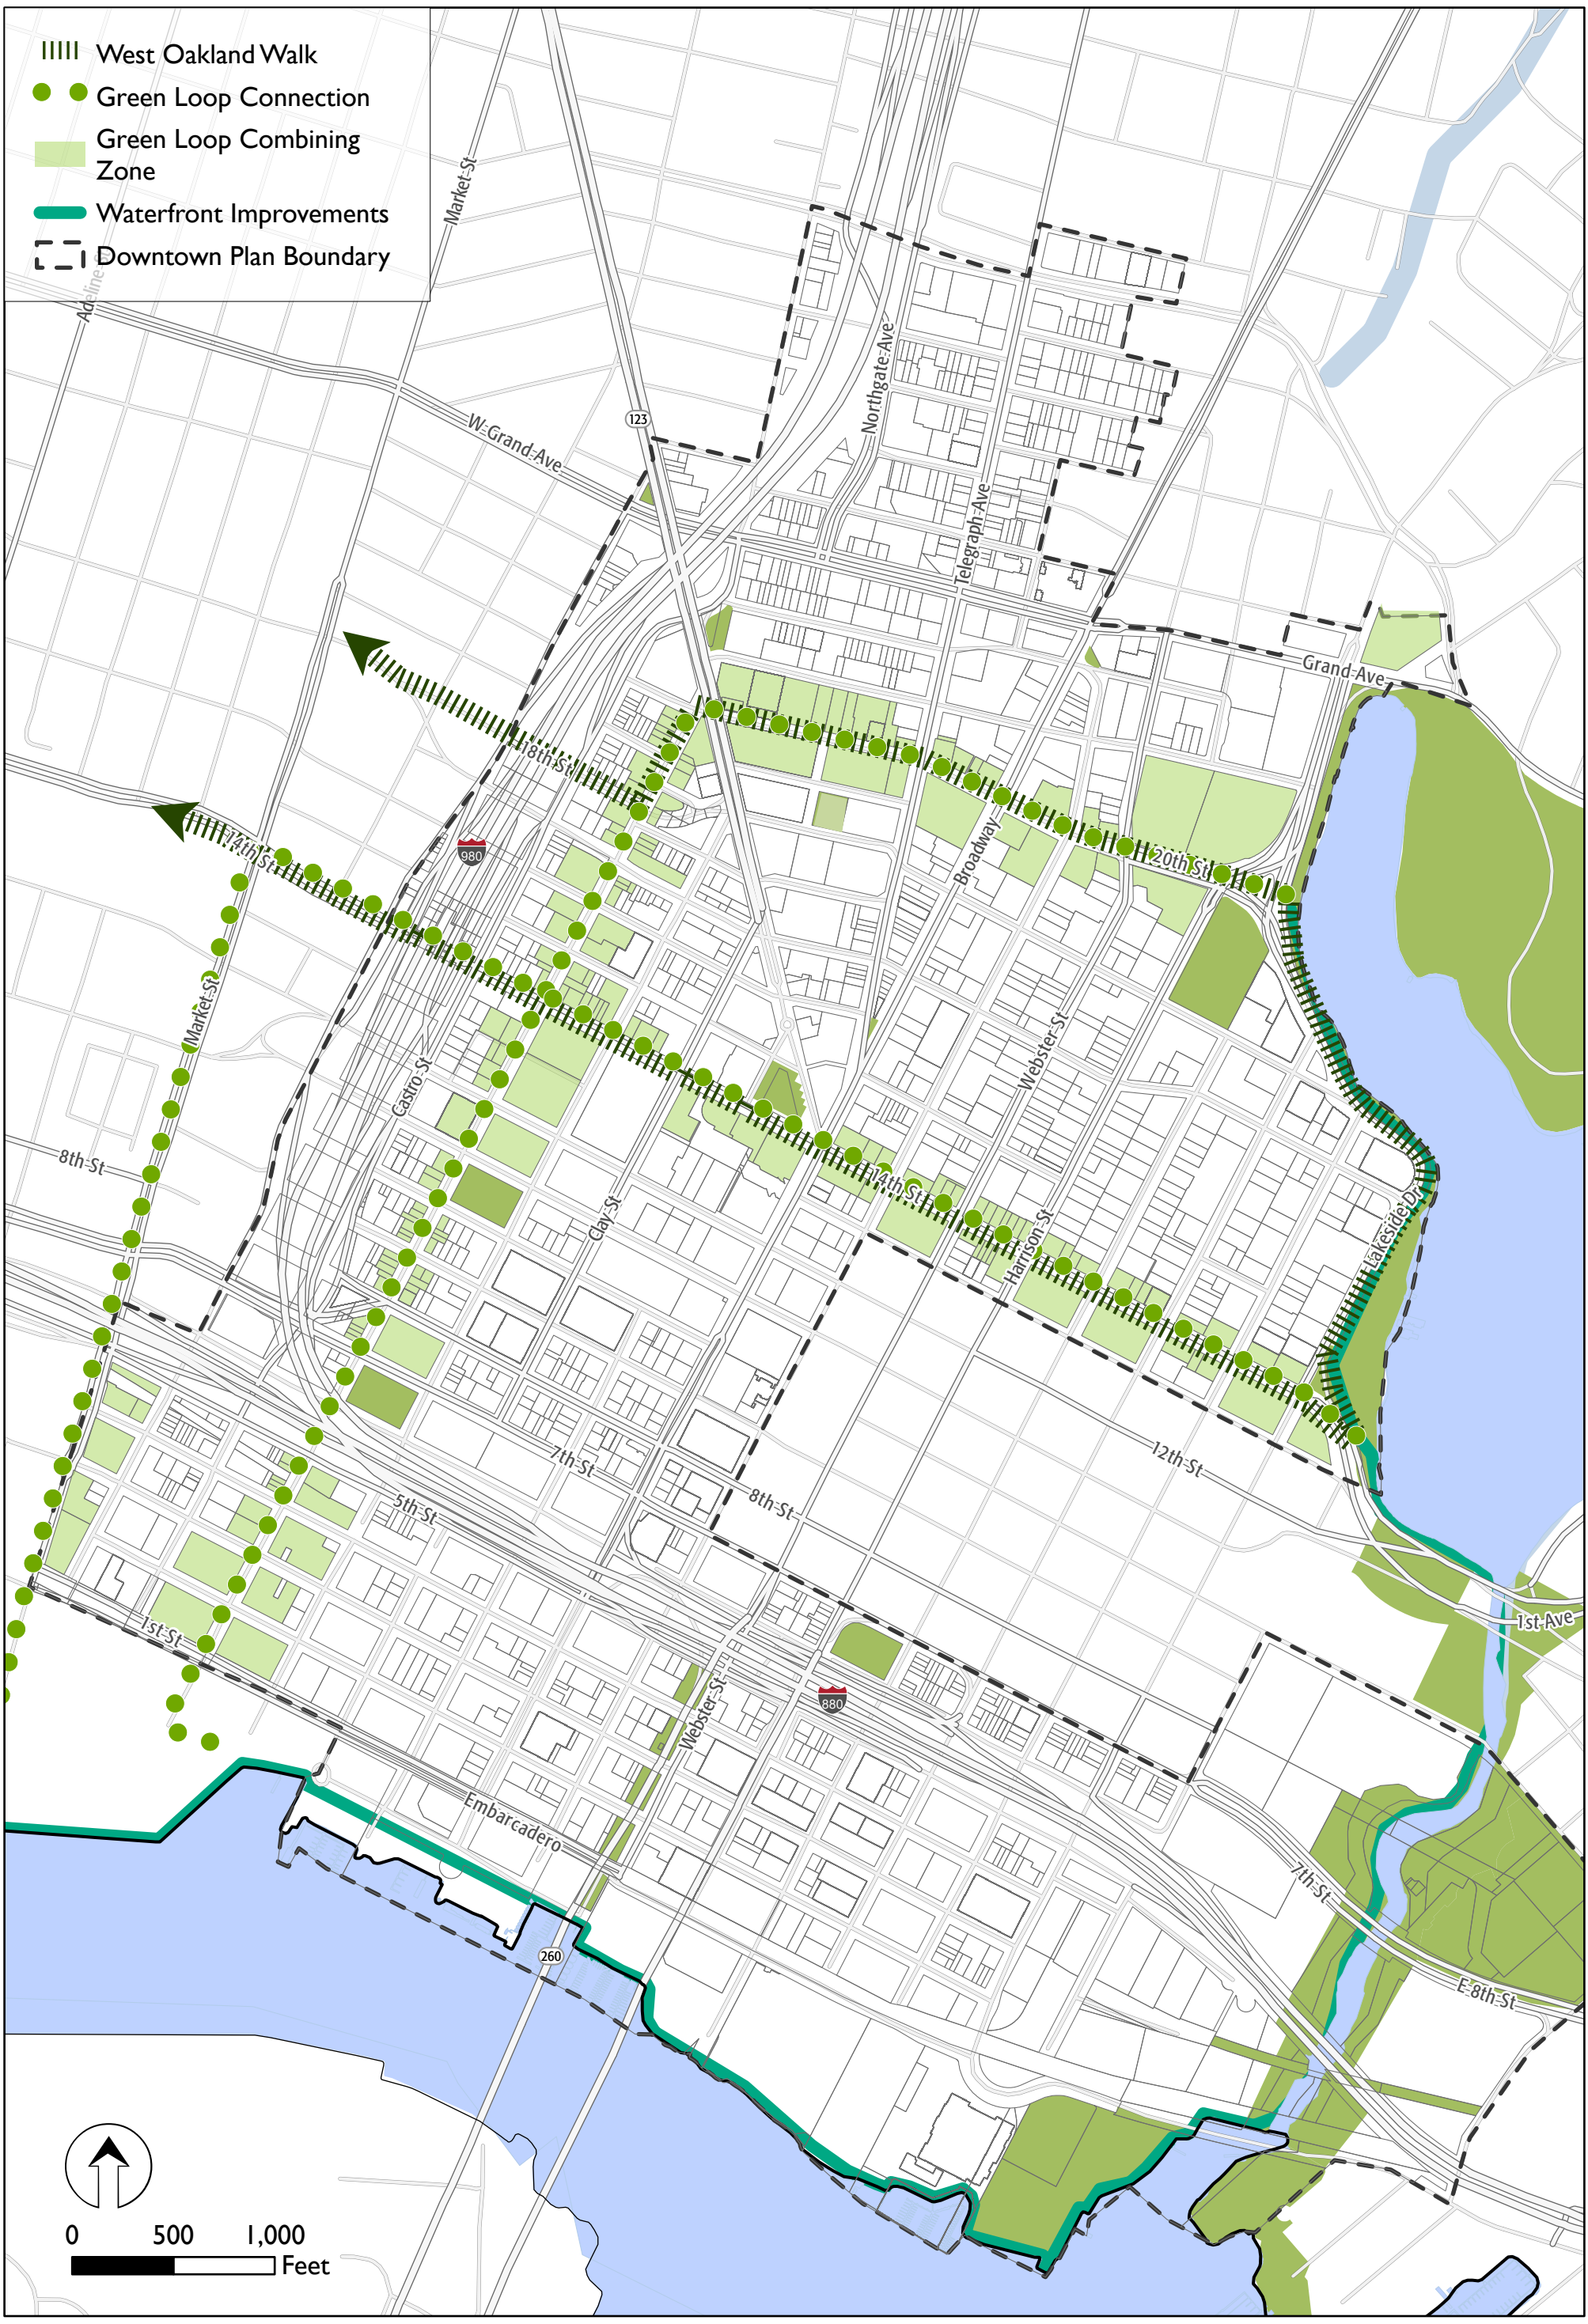 West Oakland Walk
Green Loop Connection
Green Loop Combining
Zone
Waterfront Improvements
Downtown Plan Boundary
Market St
Adeline
Northgate Ave
123
W Grand Ave
Telegraph Ave
Grand Ave
18th St
14th St
980
Broadway
20th St
Market St
Castro St
Webster St
8th St
Clay St
14th St
Harrison St
Lakeside Dr
12th St
7th St
8th St
5th St
1st St
1st Ave
880
Webster St
Embarcadero
7th St
260
E 8th St
0 500 1,000
Feet